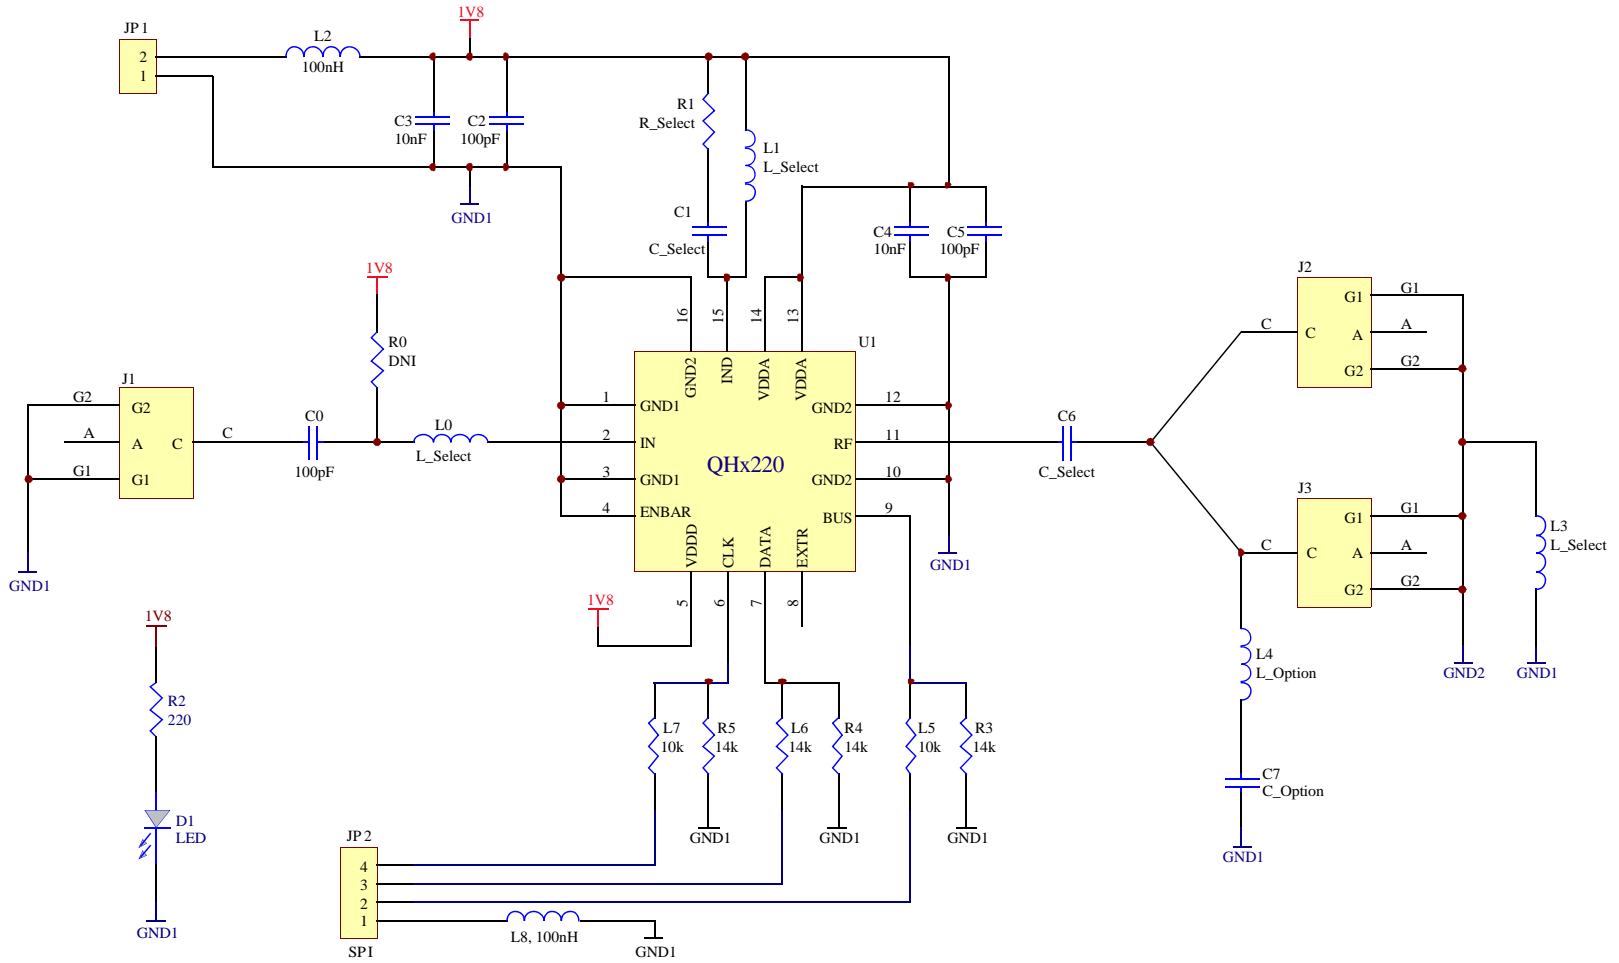 JP1
2
1
L2
100nH
1V8
C3
10nF
C2
100pF
GND1
R1
R_Select
L1
L_Select
C1
C_Select
C4
10nF
C5
100pF
1V8
R0
DNI
J1
G2
A
G1
G2
A
G1
C
C
GND1
C0
100pF
L0
L_Select
U1
QHx220
16
15
14
13
GND2
IND
VDDA
VDDA
1
GND1
2
IN
3
GND1
4
ENBAR
GND2
12
RF
11
GND2
10
BUS
9
VDDD
CLK
DATA
EXTR
5
6
7
8
1V8
GND1
C6
C_Select
J2
C
C
G1
A
G2
G1
A
G2
J3
C
C
G1
A
G2
G1
A
G2
L3
L_Select
GND2
GND1
L4
L_Option
C7
C_Option
GND1
1V8
R2
220
D1
LED
GND1
L7
10k
R5
14k
L6
14k
R4
14k
L5
10k
R3
14k
GND1
GND1
GND1
JP2
4
3
2
1
SPI
L8, 100nH
GND1